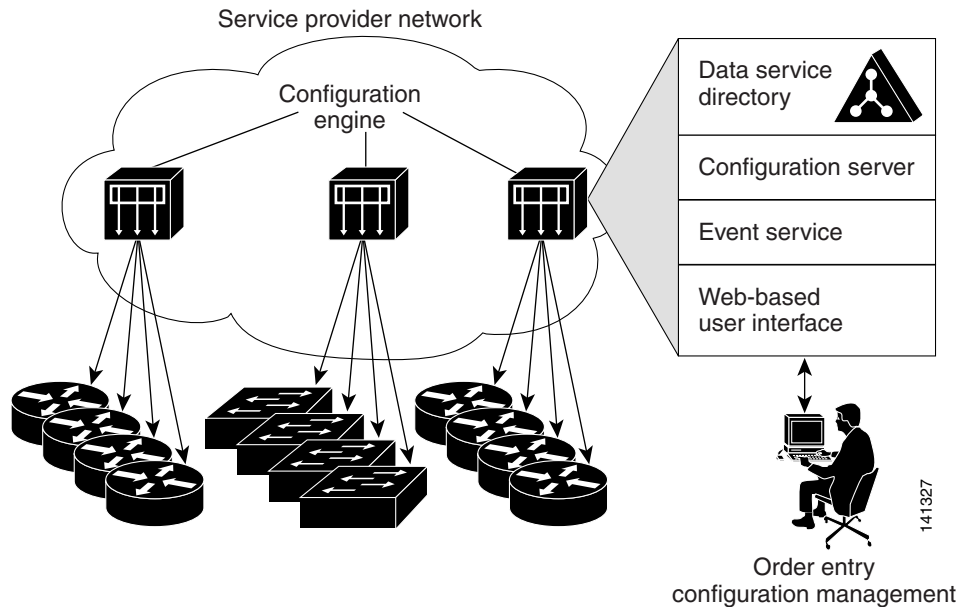 Service provider network
Configuration
engine
Data service
directory
Configuration server
Event service
Web-based
user interface
141327
Order entry
configuration management